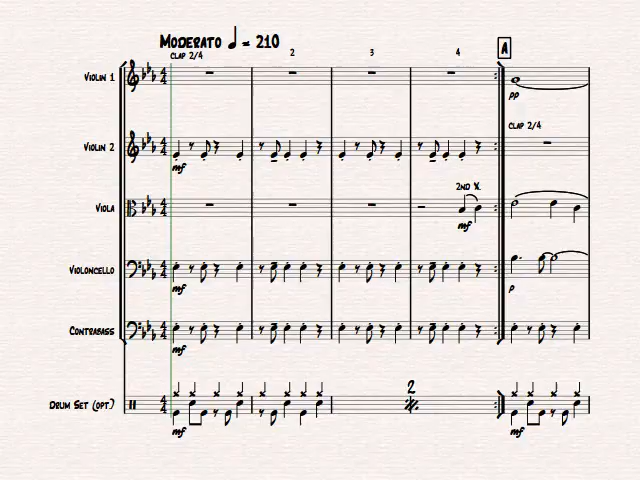 Moderato ♩ = 210
clap 2/4
2
3
4
A
Violin 1
pp
clap 2/4
Violin 2
mf
2nd x.
Viola
mf
Violoncello
mf
p
Contrabass
mf
2
Drum Set (opt.)
mf
mf